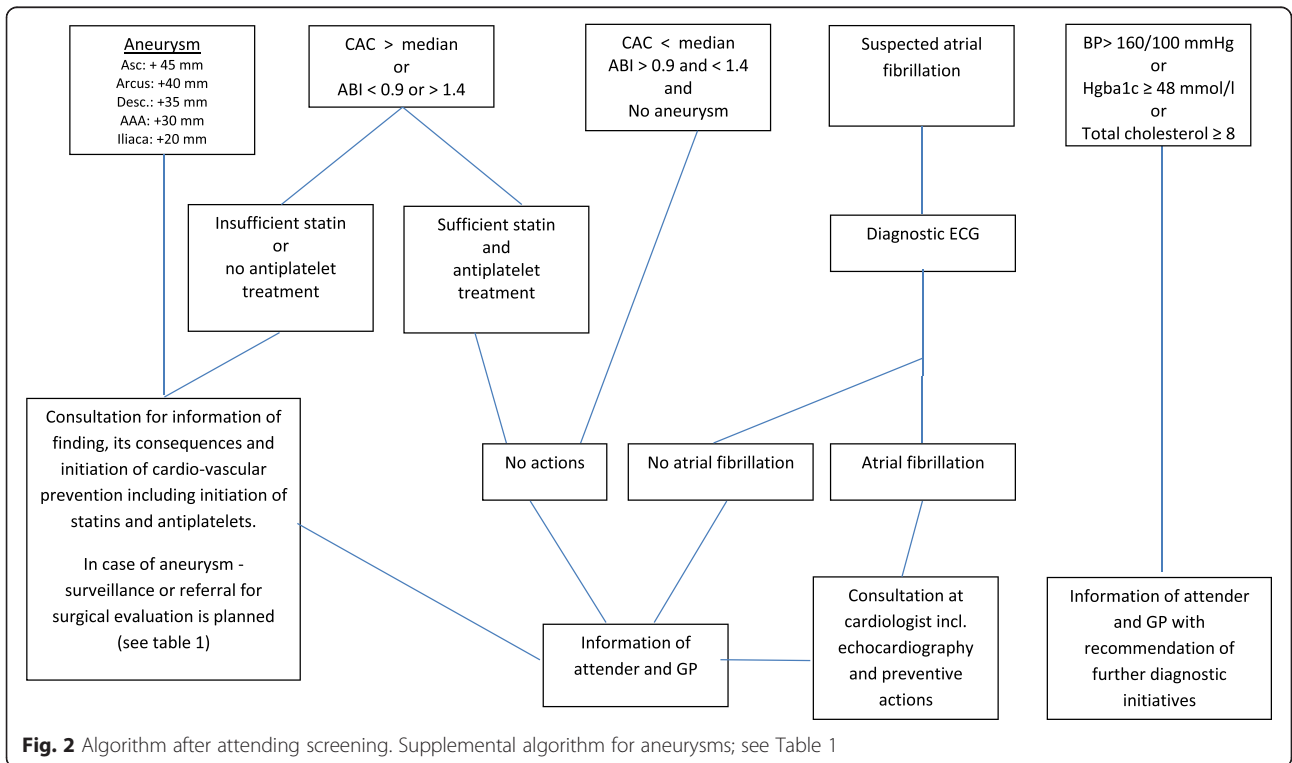 Aneurysm
Asc: + 45 mm
Arcus: +40 mm
Desc.: +35 mm
AAA: +30 mm
Iliaca: +20 mm
CAC > median
or
ABI < 0.9 or > 1.4
CAC < median
ABI > 0.9 and < 1.4
and
No aneurysm
Suspected atrial
fibrillation
BP> 160/100 mmHg
or
Hgba1c ≥ 48 mmol/l
or
Total cholesterol ≥ 8
Insufficient statin
or
no antiplatelet
treatment
Sufficient statin
and
antiplatelet
treatment
Diagnostic ECG
Consultation for information of
finding, its consequences and
initiation of cardio-vascular
prevention including initiation of
statins and antiplatelets.
In case of aneurysm -
surveillance or referral for
surgical evaluation is planned
(see table 1)
No actions
No atrial fibrillation
Atrial fibrillation
Information of
attender and GP
Consultation at
cardiologist incl.
echocardiography
and preventive
actions
Information of attender
and GP with
recommendation of
further diagnostic
initiatives
Fig. 2 Algorithm after attending screening. Supplemental algorithm for aneurysms; see Table 1